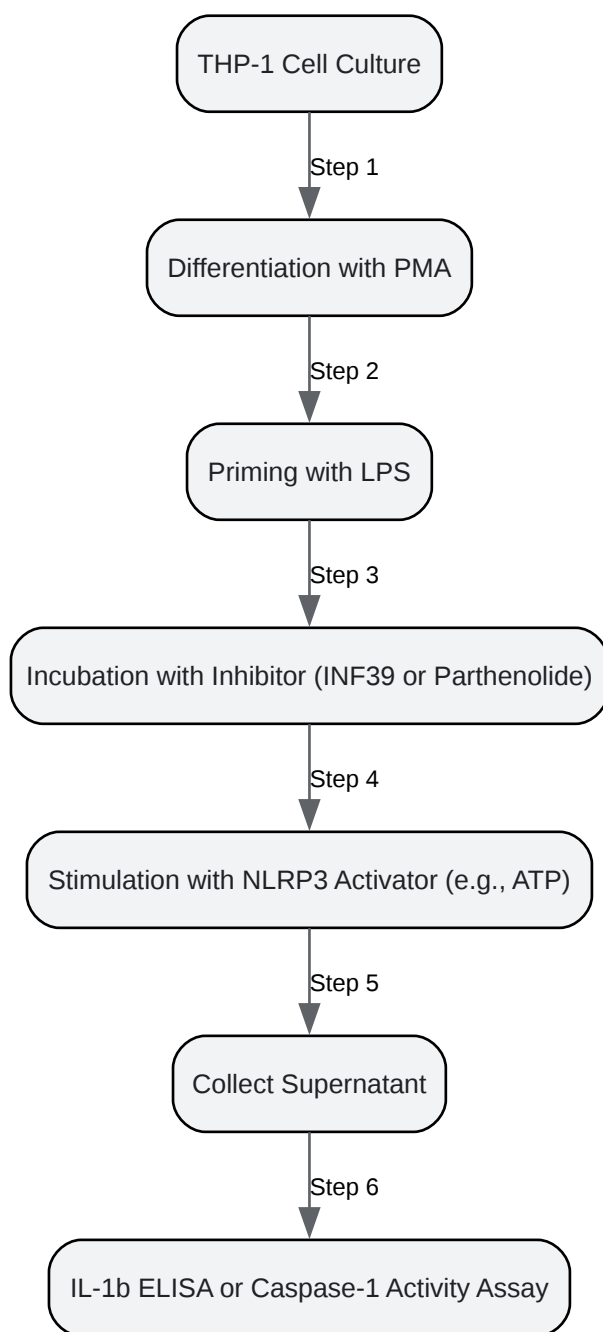 THP-1 Cell Culture
Step 1
Differentiation with PMA
Step 2
Priming with LPS
Step 3
Incubation with Inhibitor (INF39 or Parthenolide)
Step 4
Stimulation with NLRP3 Activator (e.g., ATP)
Step 5
Collect Supernatant
Step 6
IL-1b ELISA or Caspase-1 Activity Assay